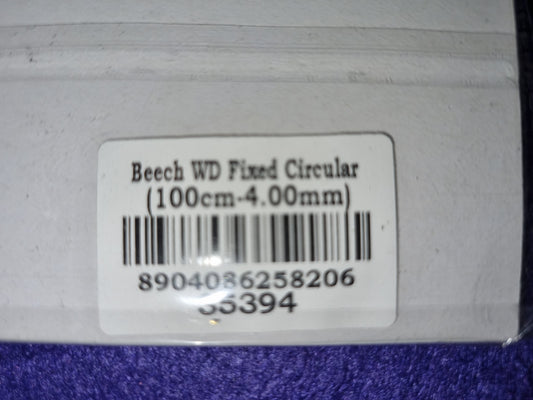 Beech WD Fixed Circular
(100cm-4.00mm)
8904086258206
35394